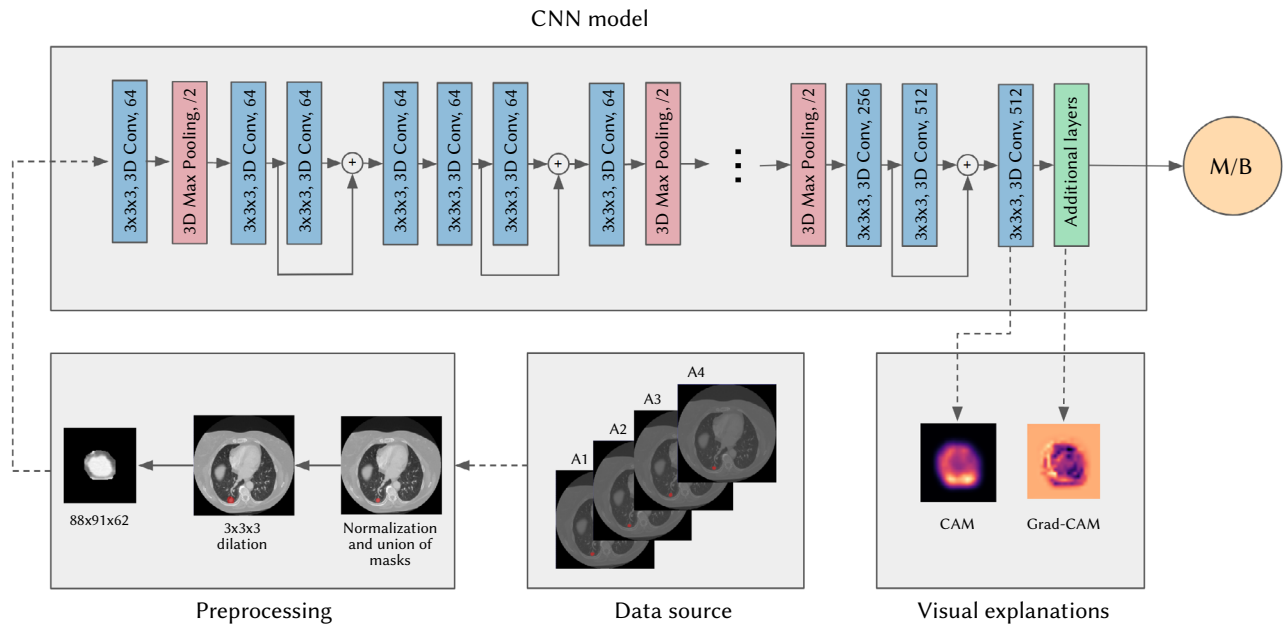 CNN model
3x3x3, 3D Conv, 64
3D Max Pooling, /2
3x3x3, 3D Conv, 64
3x3x3, 3D Conv, 64
+
3x3x3, 3D Conv, 64
3x3x3, 3D Conv, 64
3x3x3, 3D Conv, 64
+
3x3x3, 3D Conv, 64
3D Max Pooling, /2
3D Max Pooling, /2
3x3x3, 3D Conv, 256
3x3x3, 3D Conv, 512
+
3x3x3, 3D Conv, 512
Additional layers
M/B
88x91x62
3x3x3
dilation
Normalization
and union of
masks
Preprocessing
A1
A2
A3
A4
Data source
CAM
Grad-CAM
Visual explanations